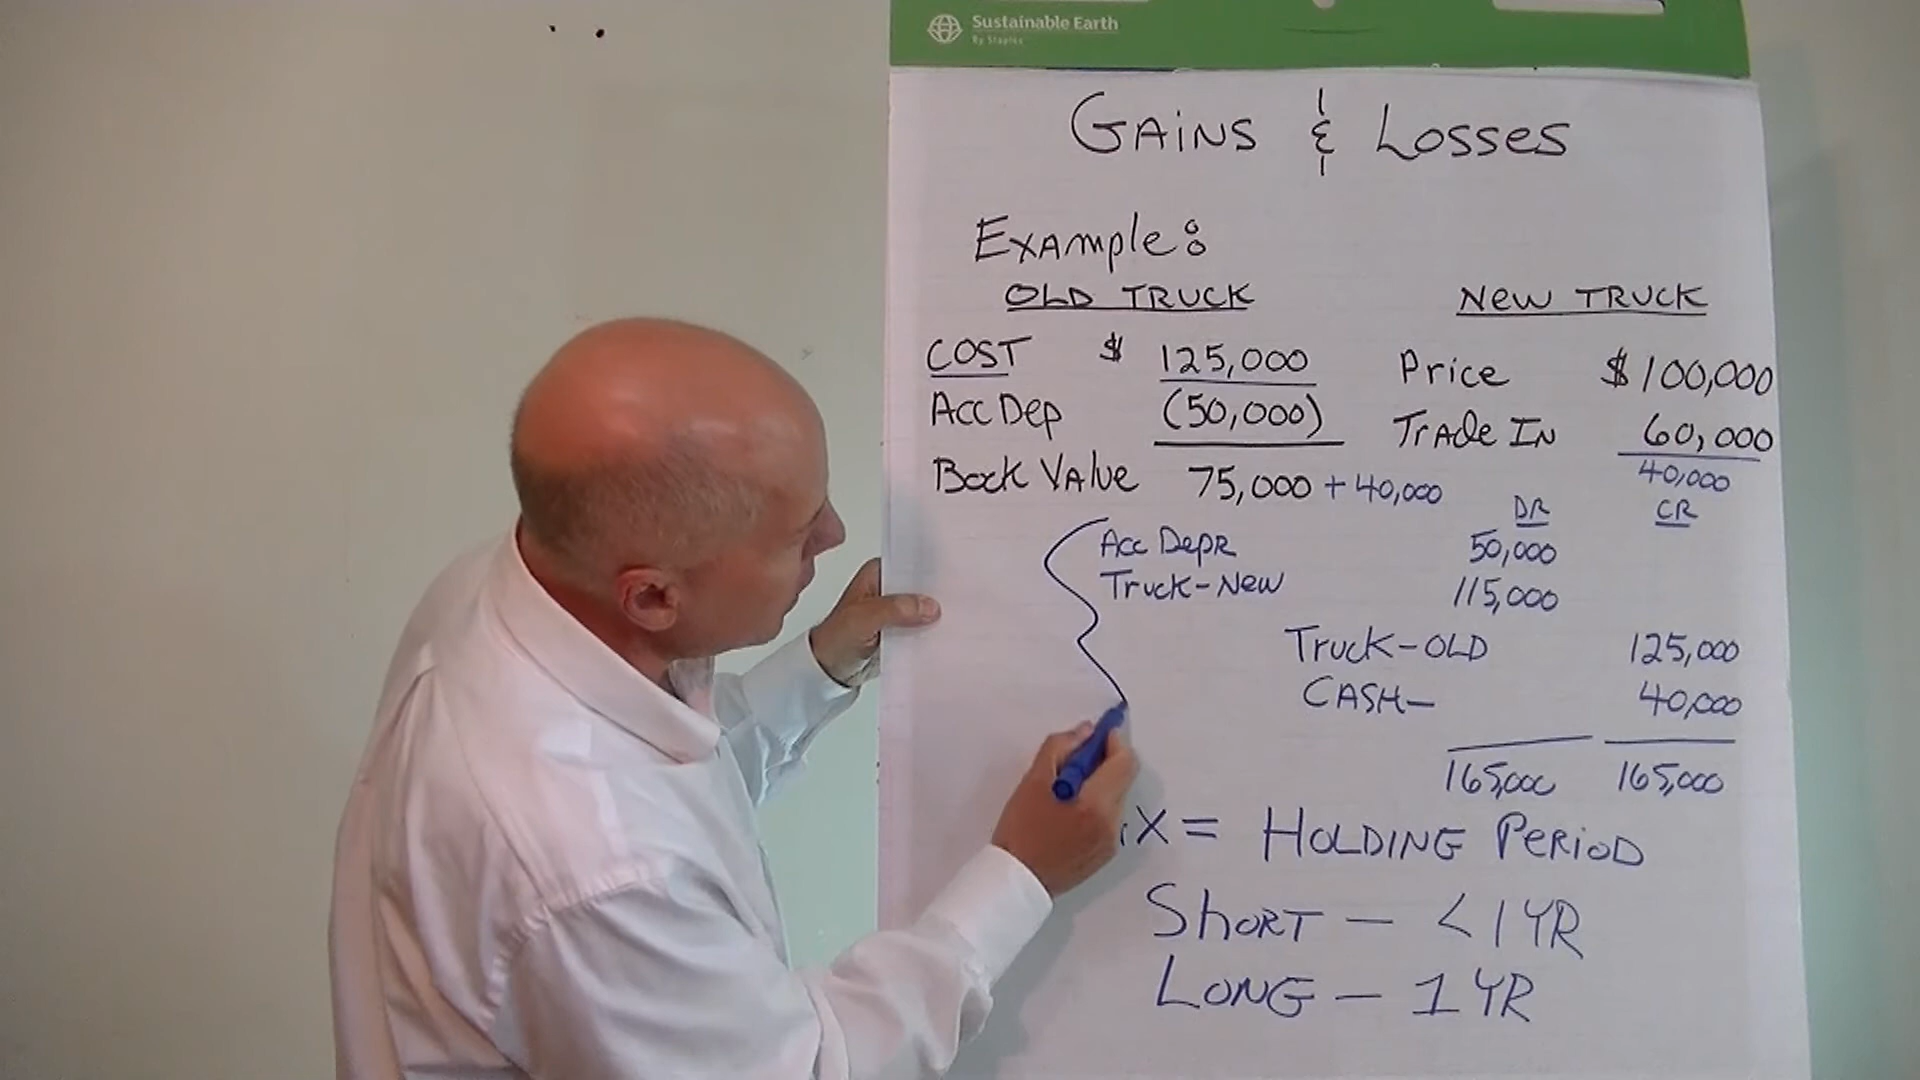 Sustainable Earth
By Staples
GAiNS & Losses
Example:
OLD TRUCK
COST $ 125,000
Acc Dep (50,000)
Book Value 75,000 + 40,000
New TRUCK
Price $100,000
Trade IN 60,000
40,000
DR CR
Acc Depr 50,000
Truck-New 115,000
Truck-OLD 125,000
CASH- 40,000
165,000 165,000
= HOLDING PeRiOD
ShORT - < 1 YR
LONG - 1 YR